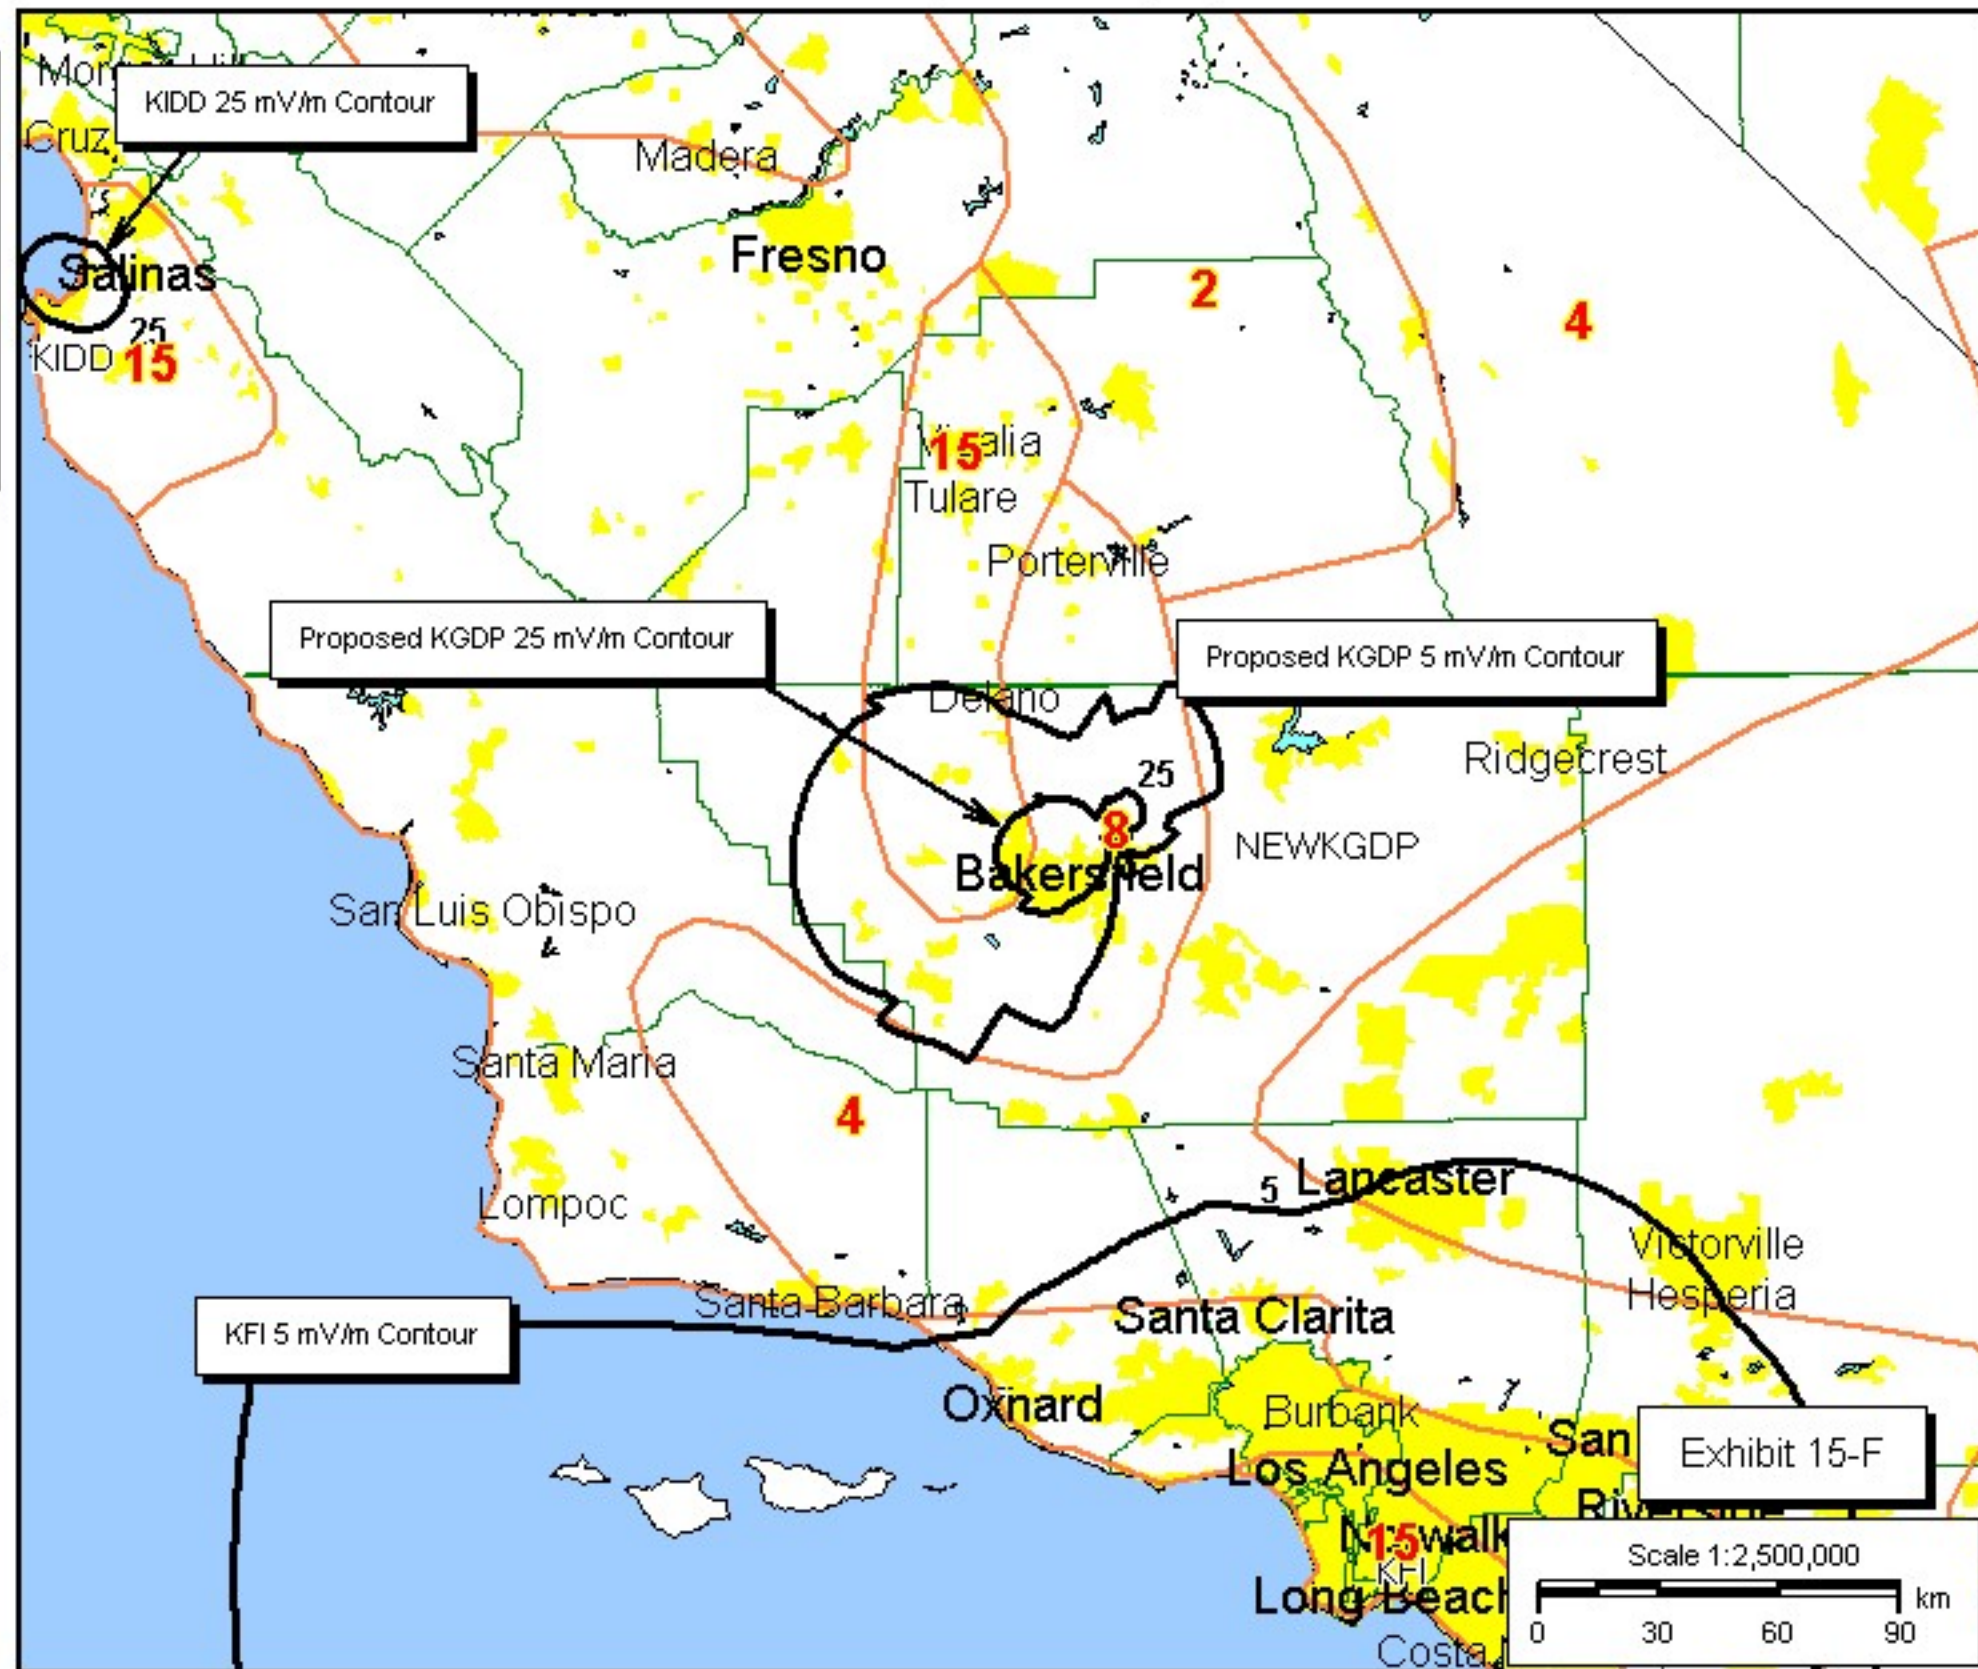 KIDD 25 mV/m Contour
Cruz
Madera
Fresno
2
4
Salinas
25
KIDD
15
15
Tulare
Porterville
Proposed KGDP 25 mV/m Contour
Proposed KGDP 5 mV/m Contour
Delano
Ridgecrest
25
8
NEWKGDP
Bakersfield
San Luis Obispo
Santa Maria
4
Lancaster
5
Lompoc
Victorville
Hesperia
Santa Barbara
Santa Clarita
KFI 5 mV/m Contour
Oxnard
Burbank
San
Exhibit 15-F
Los Angeles
Riverside
15
KFI
Long Beach
Costa
Scale 1:2,500,000
km
0 30 60 90